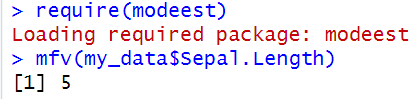 > require(modeest)
Loading required package: modeest
> mfv(my_data$Sepal.Length)
[1] 5